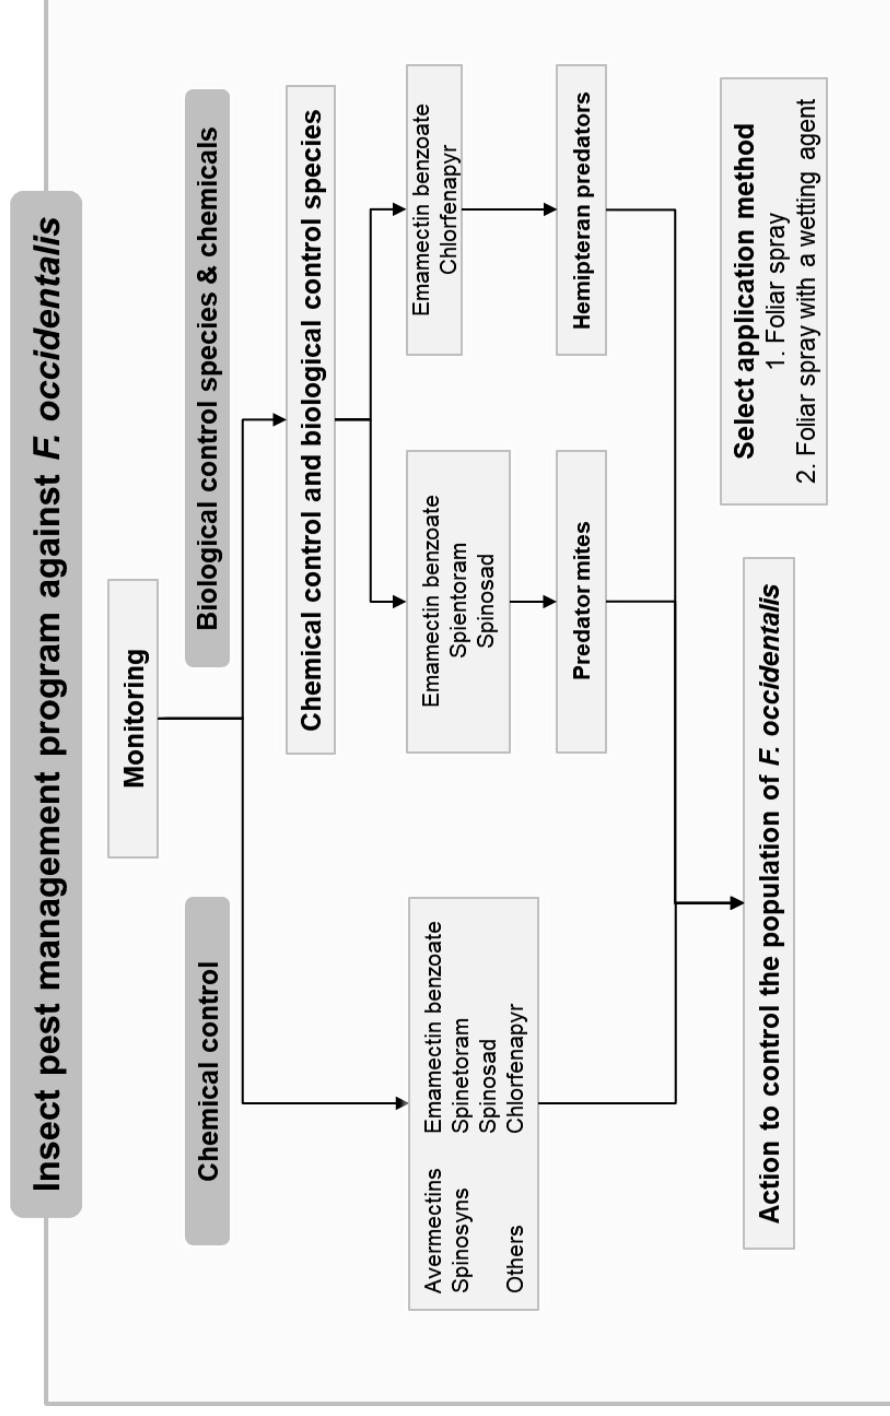 Insect pest management program against F. occidentalis
Monitoring
Chemical control
Biological control species & chemicals
Chemical control and biological control species
Avermectins Emamectin benzoate
Spinosyns Spinetoram
Spinosad
Others Chlorfenapyr
Emamectin benzoate
Spientoram
Spinosad
Emamectin benzoate
Chlorfenapyr
Predator mites
Hemipteran predators
Action to control the population of F. occidentalis
Select application method
1. Foliar spray
2. Foliar spray with a wetting agent